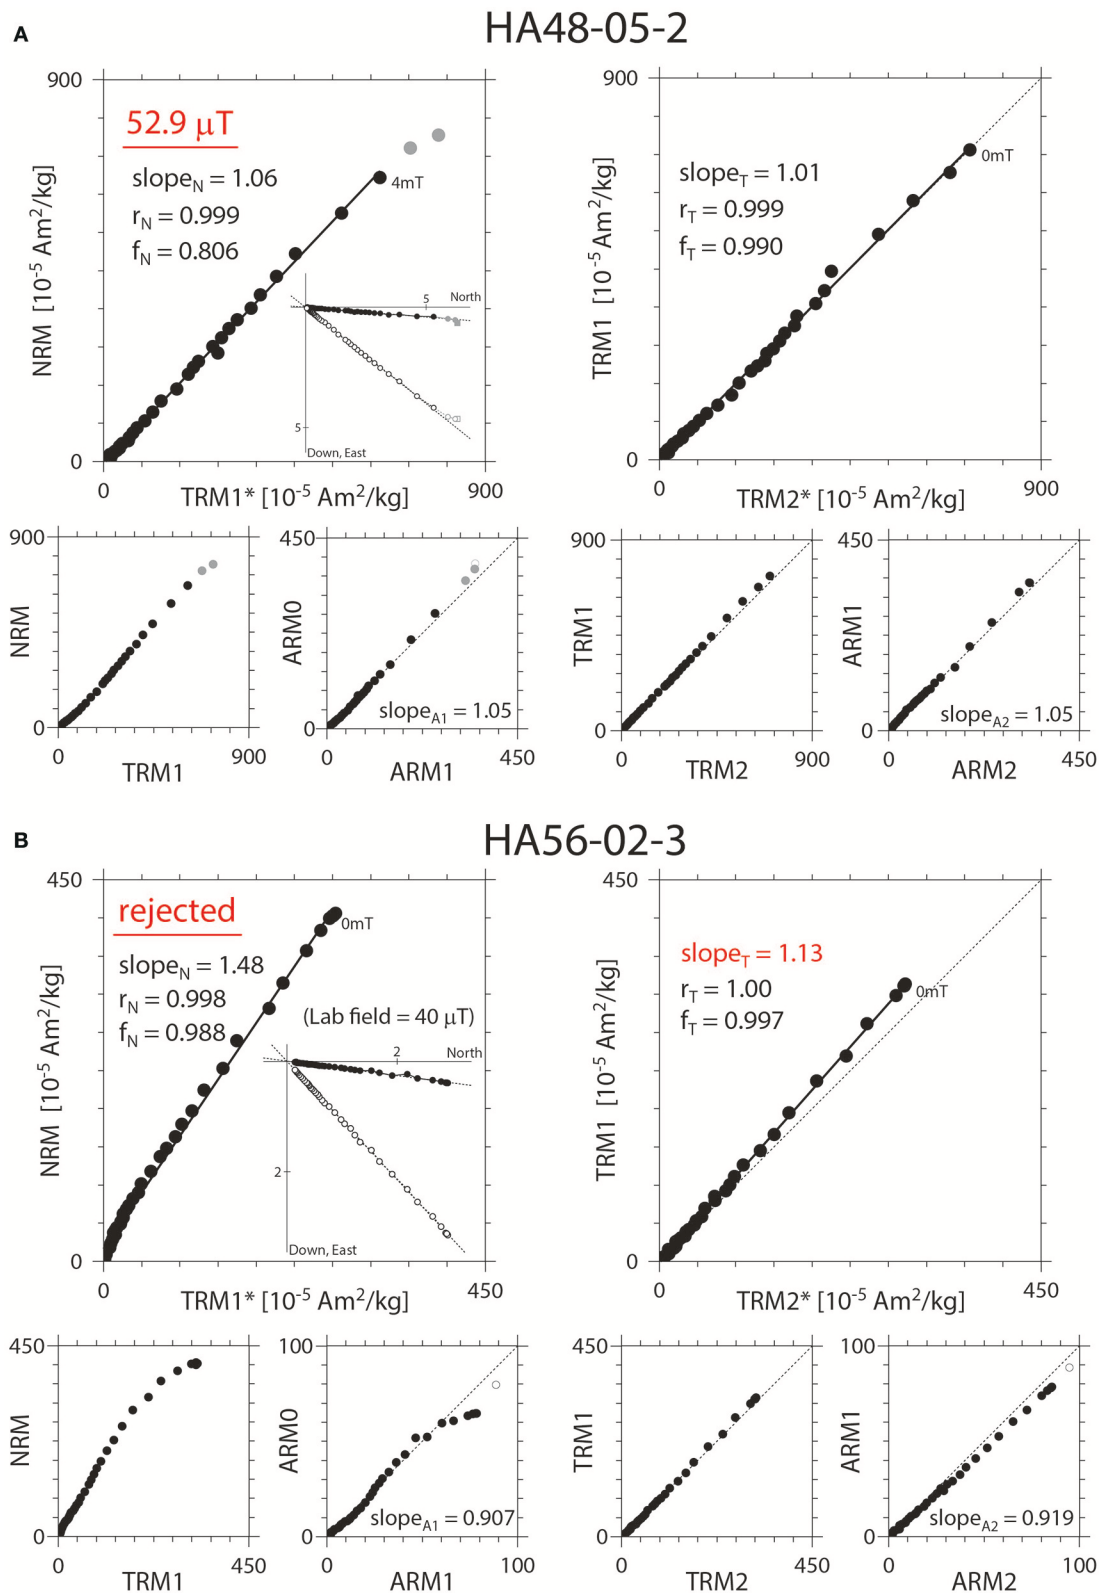 A
HA48-05-2
900
52.9 μT
slopeN = 1.06
rN = 0.999
fN = 0.806
4mT
5
North
5
Down, East
NRM [10-5 Am2/kg]
0
0
TRM1* [10-5 Am2/kg]
900
900
slopeT = 1.01
rT = 0.999
fT = 0.990
0mT
TRM1 [10-5 Am2/kg]
0
0
TRM2* [10-5 Am2/kg]
900
900
NRM
0
0
TRM1
900
450
ARM0
slopeA1 = 1.05
0
0
ARM1
450
900
TRM1
0
0
TRM2
900
450
ARM1
slopeA2 = 1.05
0
0
ARM2
450
B
HA56-02-3
450
rejected
slopeN = 1.48
rN = 0.998
fN = 0.988
0mT
(Lab field = 40 μT)
2
North
2
Down, East
NRM [10-5 Am2/kg]
0
0
TRM1* [10-5 Am2/kg]
450
450
slopeT = 1.13
rT = 1.00
fT = 0.997
0mT
TRM1 [10-5 Am2/kg]
0
0
TRM2* [10-5 Am2/kg]
450
450
NRM
0
0
TRM1
450
100
ARM0
slopeA1 = 0.907
0
0
ARM1
100
450
TRM1
0
0
TRM2
450
100
ARM1
slopeA2 = 0.919
0
0
ARM2
100